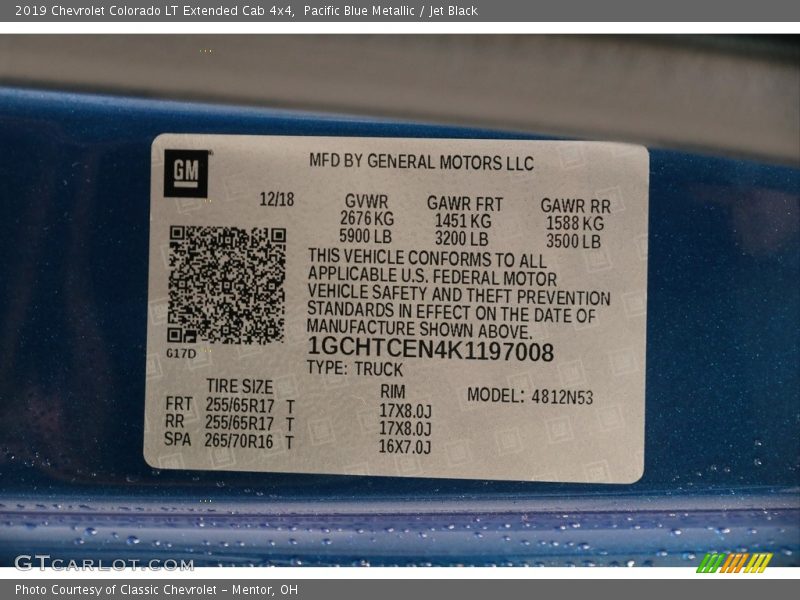 2019 Chevrolet Colorado LT Extended Cab 4x4,  Pacific Blue Metallic / Jet Black
GM
MFD BY GENERAL MOTORS LLC
12/18
GVWR GAWR FRT GAWR RR
2676 KG 1451 KG 1588 KG
5900 LB 3200 LB 3500 LB
THIS VEHICLE CONFORMS TO ALL
APPLICABLE U.S. FEDERAL MOTOR
VEHICLE SAFETY AND THEFT PREVENTION
STANDARDS IN EFFECT ON THE DATE OF
MANUFACTURE SHOWN ABOVE.
G17D
1GCHTCEN4K1197008
TYPE: TRUCK
TIRE SIZE RIM MODEL: 4812N53
FRT 255/65R17 T 17X8.0J
RR 255/65R17 T 17X8.0J
SPA 265/70R16 T 16X7.0J
GTCARLOT.COM
Photo Courtesy of Classic Chevrolet - Mentor, OH